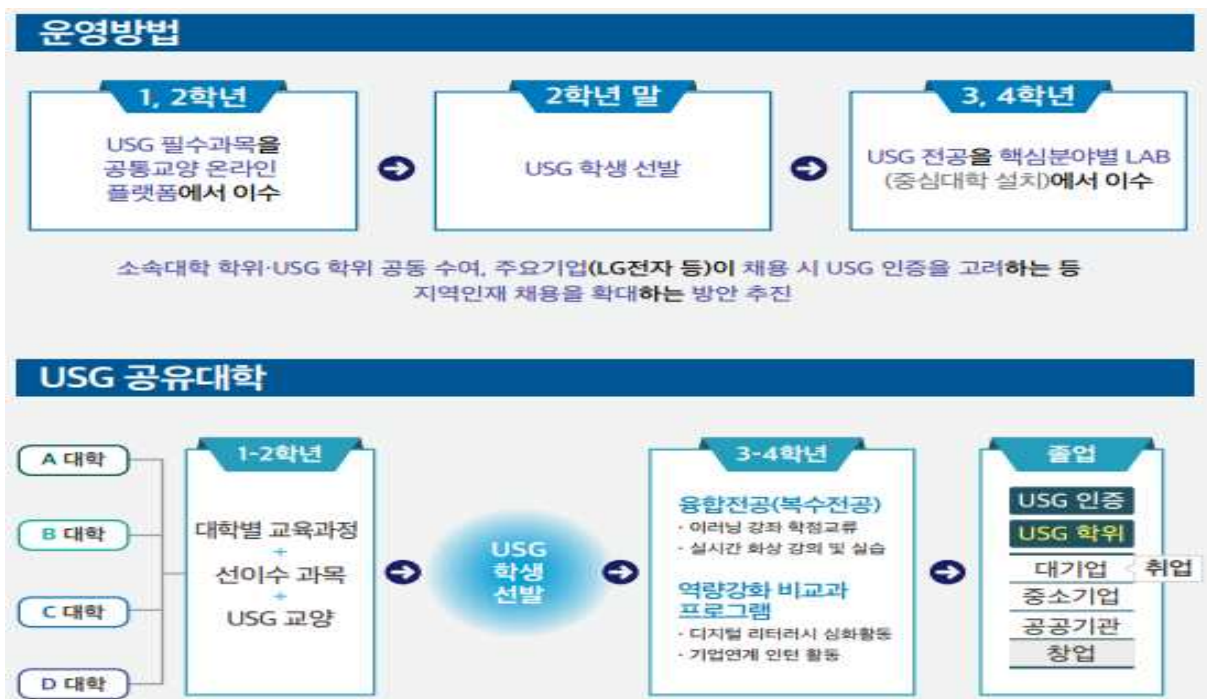 운영방법
1, 2학년
USG 필수과목을
공통교양 온라인
플랫폼에서 이수
2학년 말
USG 학생 선발
3, 4학년
USG 전공을 핵심분야별 LAB
(중심대학 설치)에서 이수
소속대학 학위·USG 학위 공동 수여, 주요기업(LG전자 등)이 채용 시 USG 인증을 고려하는 등
지역인재 채용을 확대하는 방안 추진
USG 공유대학
A 대학
B 대학
C 대학
D 대학
1-2학년
대학별 교육과정
+
선이수 과목
+
USG 교양
USG
학생
선발
3-4학년
융합전공(복수전공)
· 이러닝 강좌 학점교류
· 실시간 화상 강의 및 실습
역량강화 비교과
프로그램
· 디지털 리터러시 심화활동
· 기업연계 인턴 활동
졸업
USG 인증
USG 학위
대기업
취업
중소기업
공공기관
창업